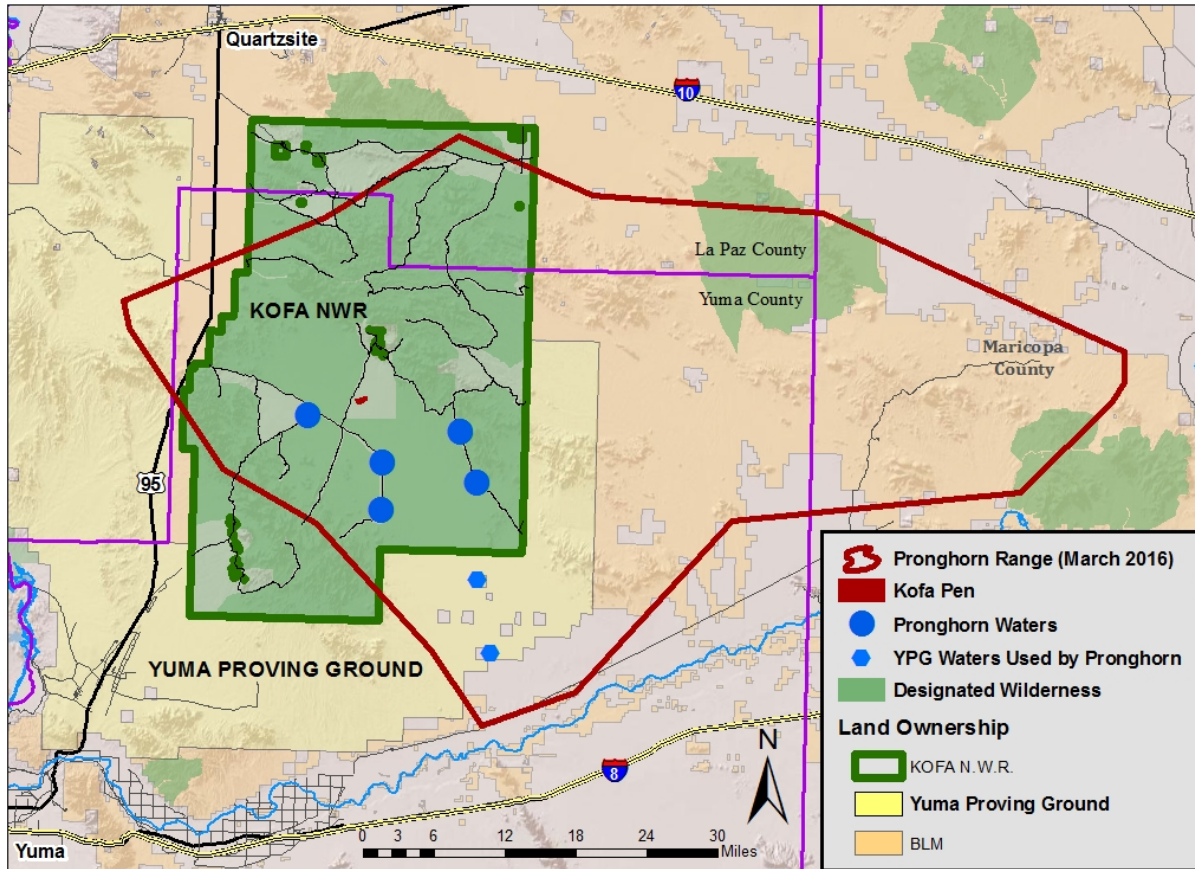 Quartzsite
10
La Paz County
Yuma County
KOFA NWR
Maricopa
County
95
YUMA PROVING GROUND
8
Yuma
N
0 3 6 12 18 24 30
Miles
Pronghorn Range (March 2016)
Kofa Pen
Pronghorn Waters
YPG Waters Used by Pronghorn
Designated Wilderness
Land Ownership
KOFA N.W.R.
Yuma Proving Ground
BLM